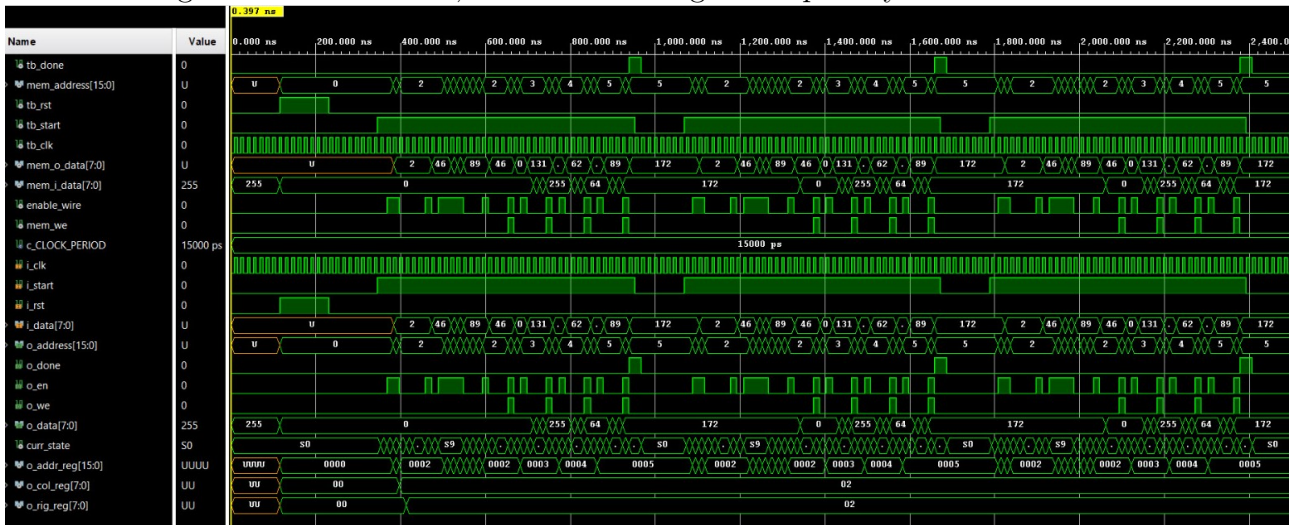 0.397 ns
Name Value 0.000 ns 200.000 ns 400.000 ns 600.000 ns 800.000 ns 1,000.000 ns 1,200.000 ns 1,400.000 ns 1,600.000 ns 1,800.000 ns 2,000.000 ns 2,200.000 ns 2,400.0
tb_done 0
mem_address[15:0] U U 0 2 2 3 4 5 5 2 2 3 4 5 5 2 2 3 4 5 5
tb_rst 0
tb_start 0
tb_clk 0
mem_o_data[7:0] U U 2 46 89 46 0 131 . 62 . 89 172 2 46 89 46 0 131 . 62 . 89 172 2 46 89 46 0 131 . 62 . 89 172
mem_i_data[7:0] 255 255 0 255 64 172 0 255 64 172 0 255 64 172
enable_wire 0
mem_we 0
c_CLOCK_PERIOD 15000 ps 15000 ps
i_clk 0
i_start 0
i_rst 0
i_data[7:0] U U 2 46 89 46 0 131 . 62 . 89 172 2 46 89 46 0 131 . 62 . 89 172 2 46 89 46 0 131 . 62 . 89 172
o_address[15:0] U U 0 2 2 3 4 5 5 2 2 3 4 5 5 2 2 3 4 5 5
o_done 0
o_en 0
o_we 0
o_data[7:0] 255 255 0 255 64 172 0 255 64 172 0 255 64 172
curr_state S0 S0 . . S9 . . . . . S0 . S9 . . . . . S0 . S9 . . . . . S0
o_addr_reg[15:0] UUUU UUUU 0000 0002 0002 0003 0004 0005 0002 0002 0003 0004 0005 0002 0002 0003 0004 0005
o_col_reg[7:0] UU UU 00 02
o_rig_reg[7:0] UU UU 00 02